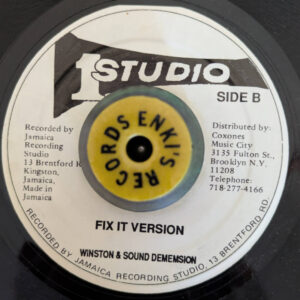 1 STUDIO
SIDE B
Recorded by
Jamaica
Recording
Studio
13 Brentford
Kingston,
Jamaica,
Made in
Jamaica
Distributed by:
Coxones
Music City
3135 Fulton St.,
Brooklyn N.Y.
11208
Telephone:
718-277-4166
ENKI'S
RECORDS
FIX IT VERSION
WINSTON & SOUND DEMEMSION
RECORDED BY JAMAICA RECORDING STUDIO, 13 BRENTFORD RD.